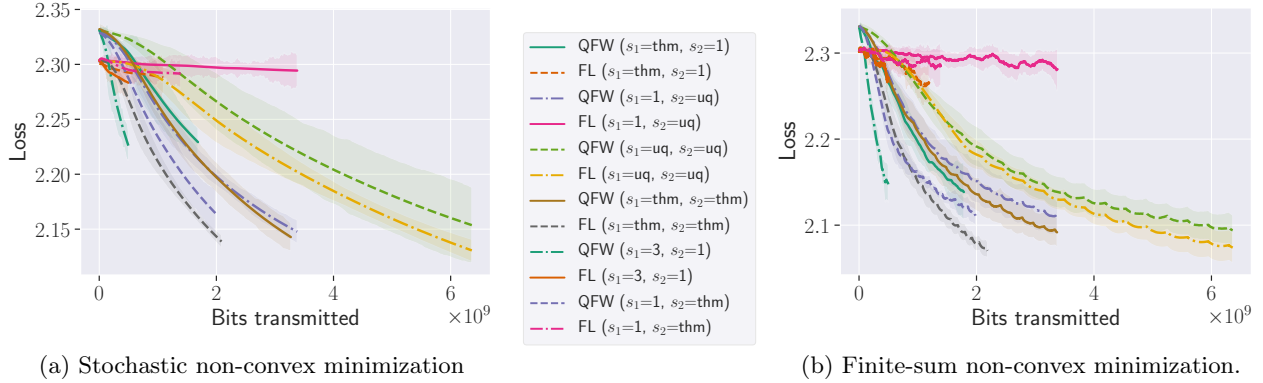 2.35
2.30
2.25
2.20
2.15
Loss
0
2
4
6
Bits transmitted
×10⁹
QFW (s₁=thm, s₂=1)
FL (s₁=thm, s₂=1)
QFW (s₁=1, s₂=uq)
FL (s₁=1, s₂=uq)
QFW (s₁=uq, s₂=uq)
FL (s₁=uq, s₂=uq)
QFW (s₁=thm, s₂=thm)
FL (s₁=thm, s₂=thm)
QFW (s₁=3, s₂=1)
FL (s₁=3, s₂=1)
QFW (s₁=1, s₂=thm)
FL (s₁=1, s₂=thm)
2.3
2.2
2.1
Loss
0
2
4
6
Bits transmitted
×10⁹
(a) Stochastic non-convex minimization
(b) Finite-sum non-convex minimization.